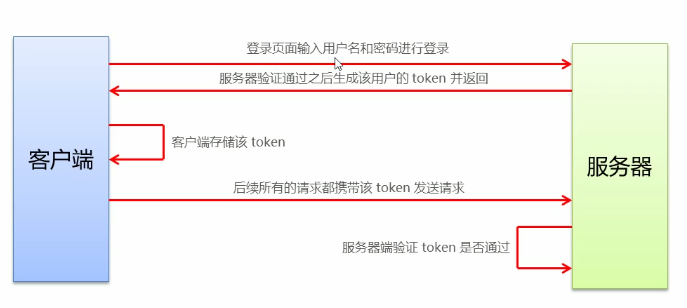 登录页面输入用户名和密码进行登录
服务器验证通过之后生成该用户的 token 并返回
客户端
客户端存储该 token
服务器
后续所有的请求都携带该 token 发送请求
服务器端验证 token 是否通过